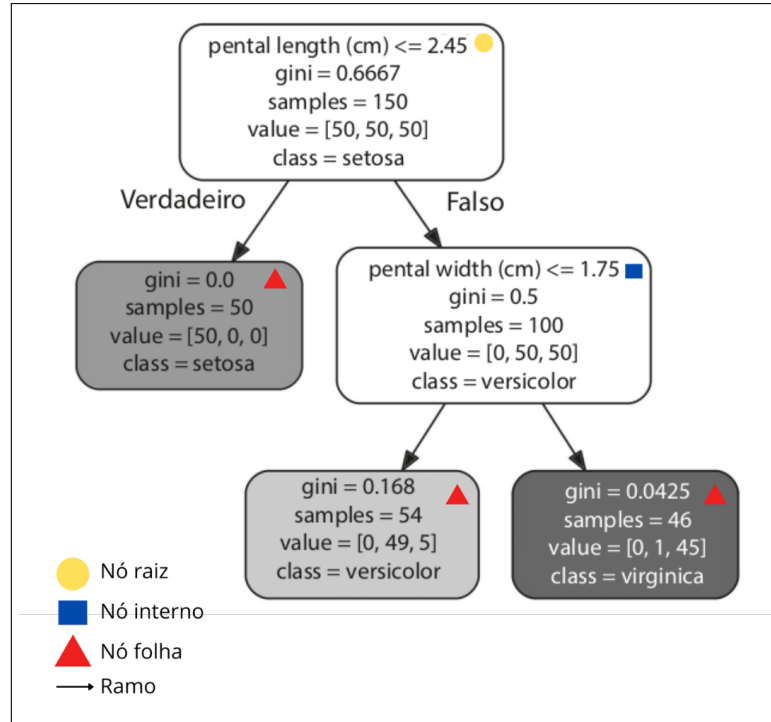 pental length (cm) <= 2.45
gini = 0.6667
samples = 150
value = [50, 50, 50]
class = setosa
Verdadeiro
Falso
gini = 0.0
samples = 50
value = [50, 0, 0]
class = setosa
pental width (cm) <= 1.75
gini = 0.5
samples = 100
value = [0, 50, 50]
class = versicolor
gini = 0.168
samples = 54
value = [0, 49, 5]
class = versicolor
gini = 0.0425
samples = 46
value = [0, 1, 45]
class = virginica
Nó raiz
Nó interno
Nó folha
Ramo